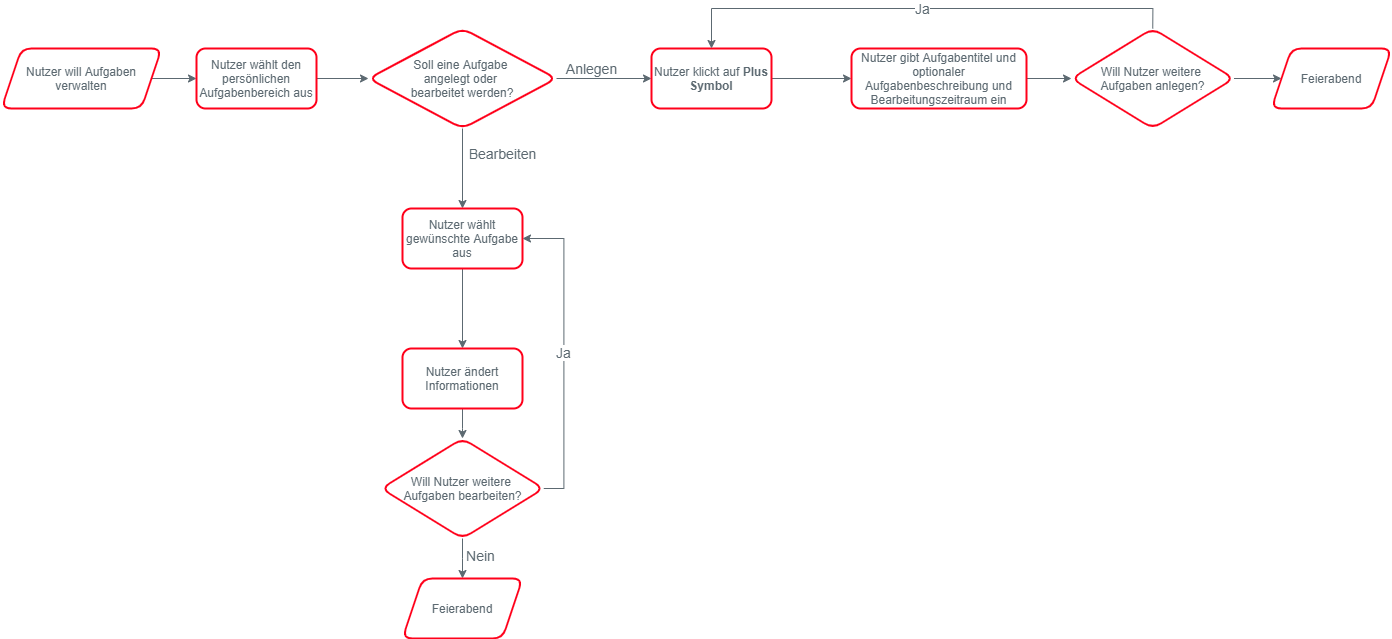 Ja
Nutzer will Aufgaben
verwalten
Nutzer wählt den
persönlichen
Aufgabenbereich aus
Soll eine Aufgabe
angelegt oder
bearbeitet werden?
Anlegen
Nutzer klickt auf Plus
Symbol
Nutzer gibt Aufgabentitel und
optionaler
Aufgabenbeschreibung und
Bearbeitungszeitraum ein
Will Nutzer weitere
Aufgaben anlegen?
Feierabend
Bearbeiten
Nutzer wählt
gewünschte Aufgabe
aus
Ja
Nutzer ändert
Informationen
Will Nutzer weitere
Aufgaben bearbeiten?
Nein
Feierabend